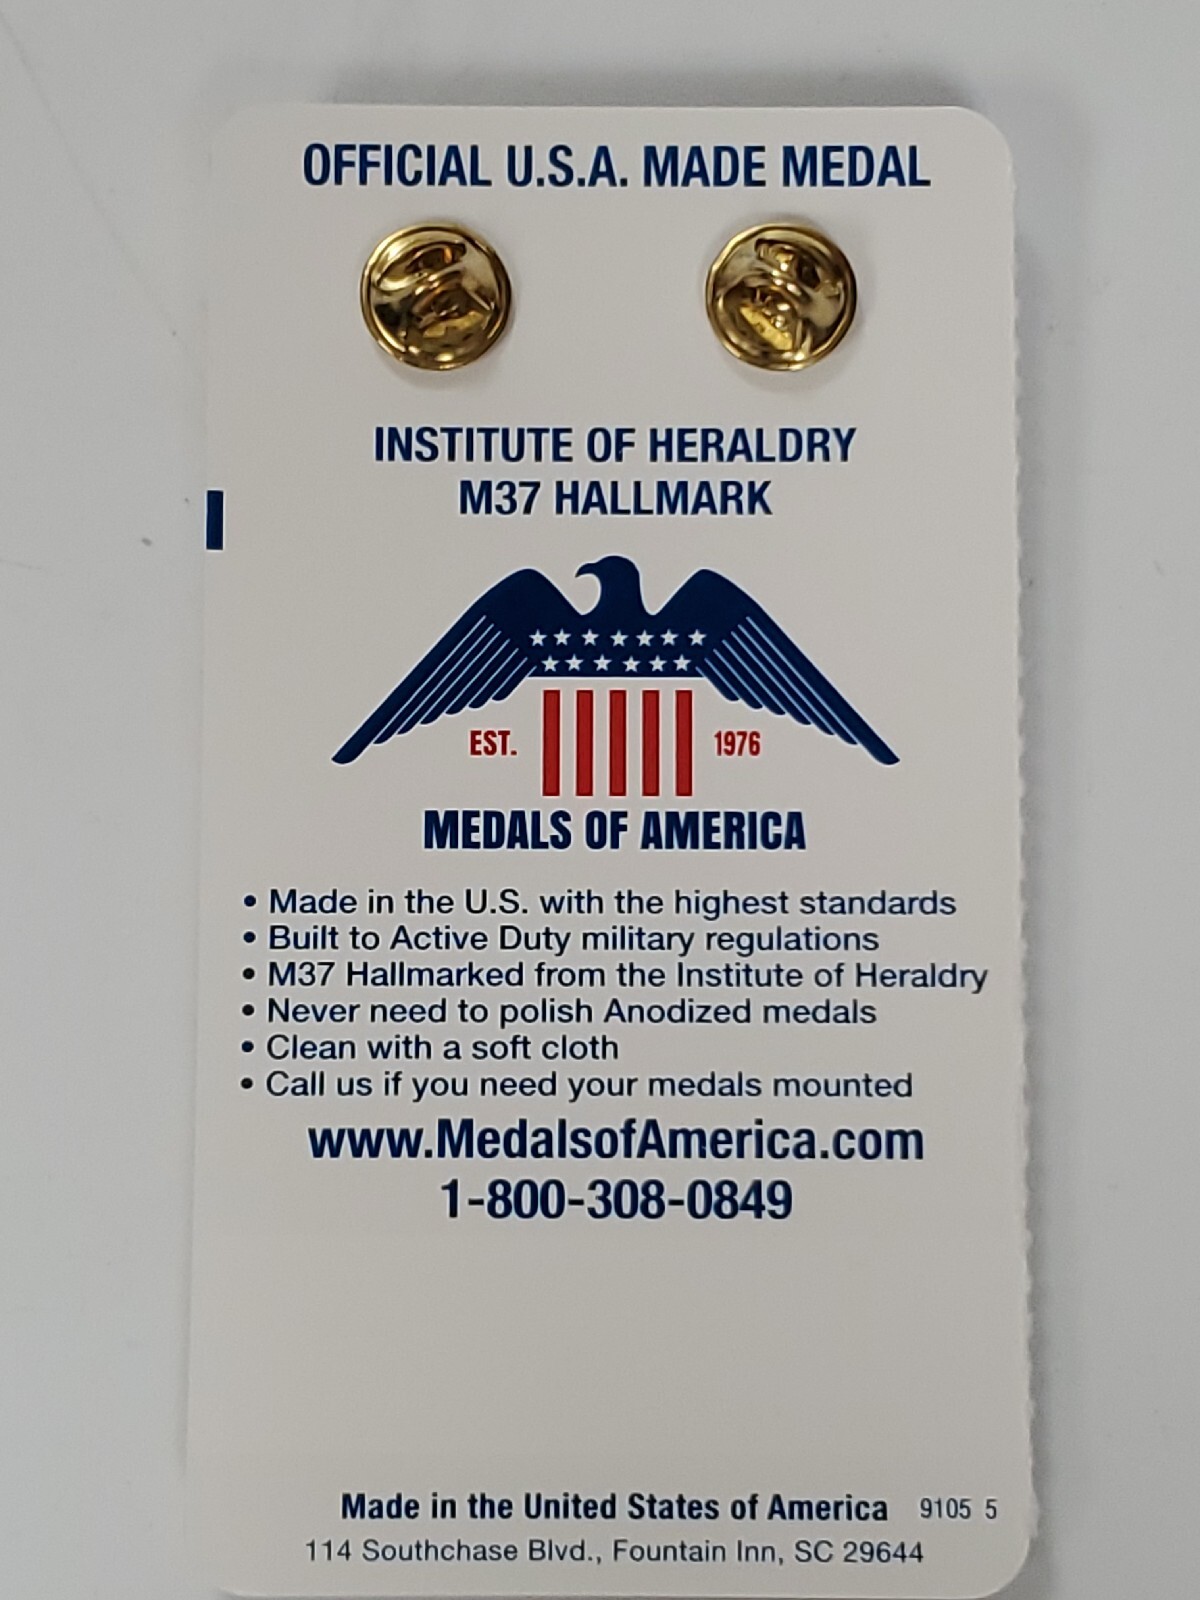 OFFICIAL U.S.A. MADE MEDAL
INSTITUTE OF HERALDRY
M37 HALLMARK
EST. 1976
MEDALS OF AMERICA
• Made in the U.S. with the highest standards
• Built to Active Duty military regulations
• M37 Hallmarked from the Institute of Heraldry
• Never need to polish Anodized medals
• Clean with a soft cloth
• Call us if you need your medals mounted
www.MedalsofAmerica.com
1-800-308-0849
Made in the United States of America 9105 5
114 Southchase Blvd., Fountain Inn, SC 29644